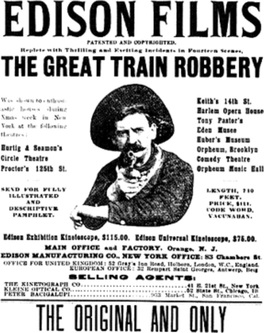 EDISON FILMS
PATENTED AND COPYRIGHTED.
Replete with Thrilling and Exciting Incidents in Fourteen Scenes,
THE GREAT TRAIN ROBBERY
Was shown to
houses during
Xmas week in New
York at the following
theatres:
Hurtig & Seamon's
Circle Theatre
Proctor's 125th St.
SEND FOR FULLY
ILLUSTRATED
AND
DESCRIPTIVE
PAMPHLET.
Keith's 14th St.
Harlem Opera House
Tony Pastor's
Eden Musee
Huber's Museum
Orpheum, Brooklyn
Comedy Theatre
Orpheum Music Hall
LENGTH, 740
FEET,
PRICE, $111.
CODE WORD,
VACUNABAN.
Edison Exhibition Kinetoscope, $115.00. Edison Universal Kinetoscope, $75.00.
MAIN OFFICE and FACTORY, Orange, N. J.
EDISON MANUFACTURING CO., NEW YORK OFFICE: 83 Chambers St.
OFFICE FOR UNITED KINGDOM: 52 Gray's Inn Road, Holborn, London, W.C., England.
EUROPEAN OFFICE: 32 Rempart Saint Georges, Antwerp, Belg
SELLING AGENTS:
THE KINETOGRAPH CO. 41 E. 21st St., New York
KLEINE OPTICAL CO. 52 State St., Chicago, Ill
PETER BACIGALUPI 933 Market St., San Francisco, Cal.
THE ORIGINAL AND ONLY